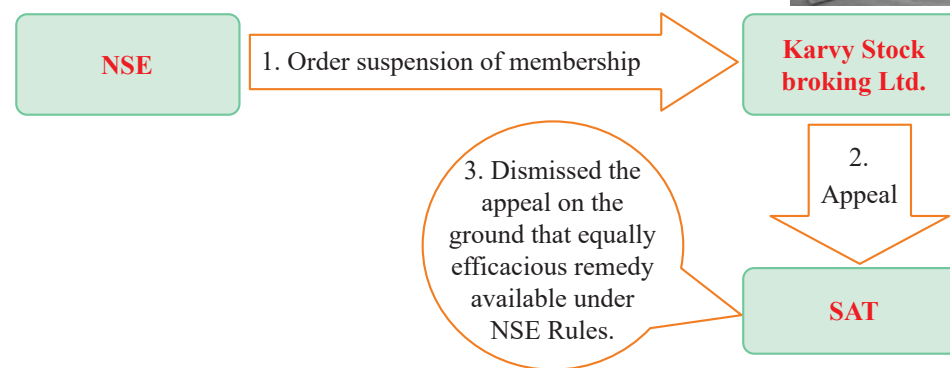 NSE
1. Order suspension of membership
Karvy Stock
broking Ltd.
2.
Appeal
3. Dismissed the
appeal on the
ground that equally
efficacious remedy
available under
NSE Rules.
SAT